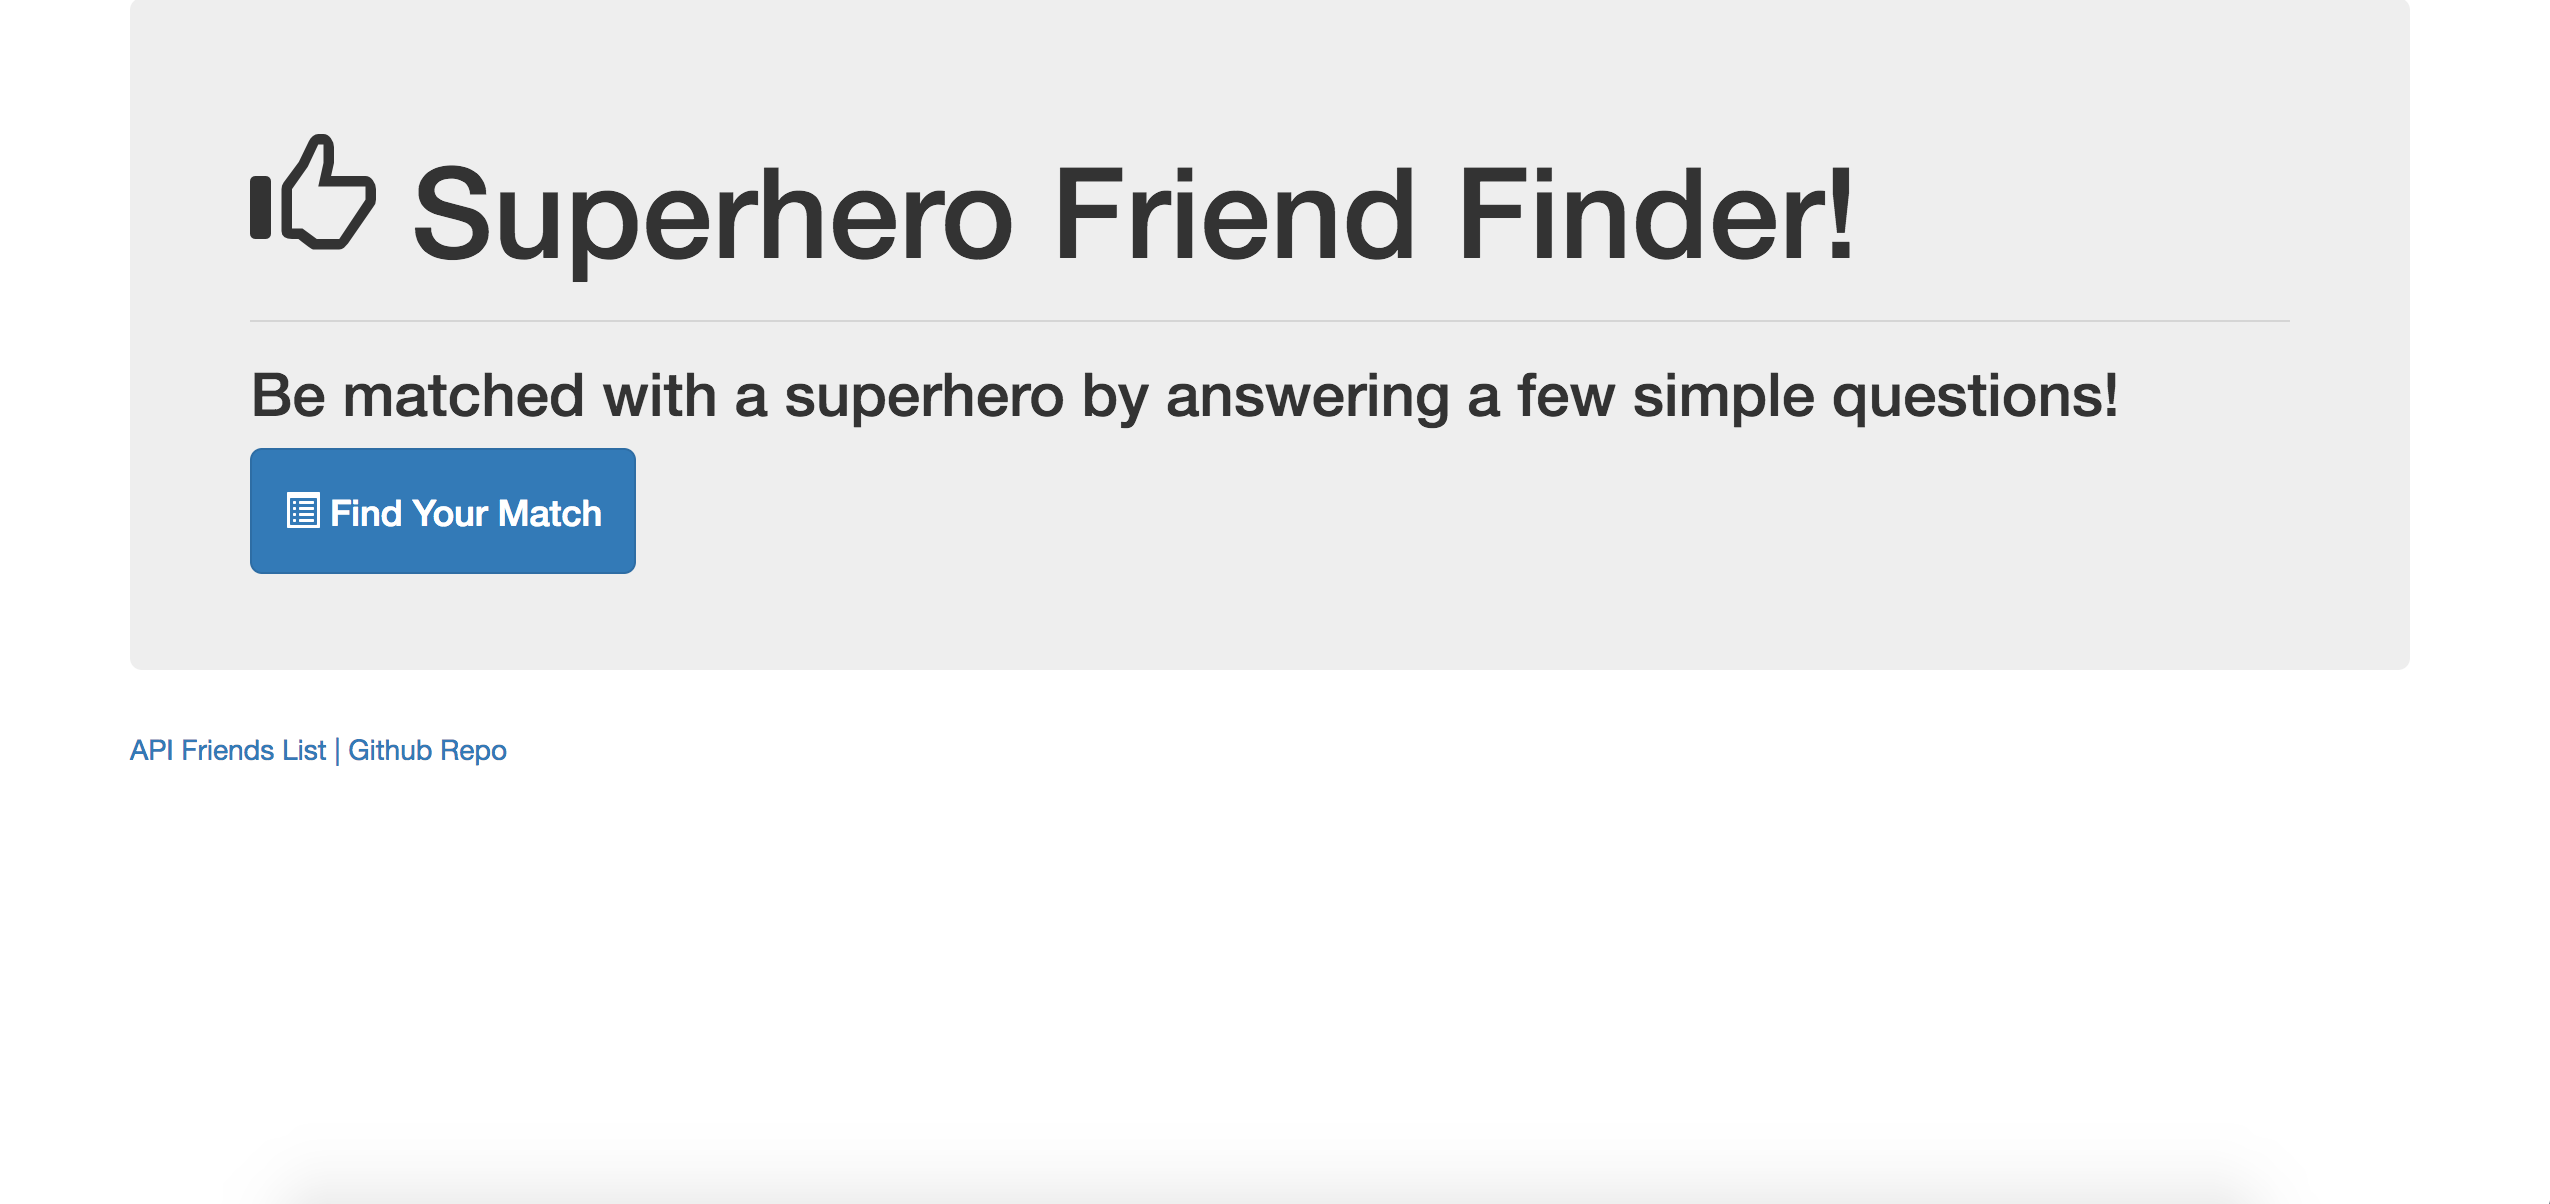 Superhero Friend Finder!
Be matched with a superhero by answering a few simple questions!
Find Your Match
API Friends List | Github Repo